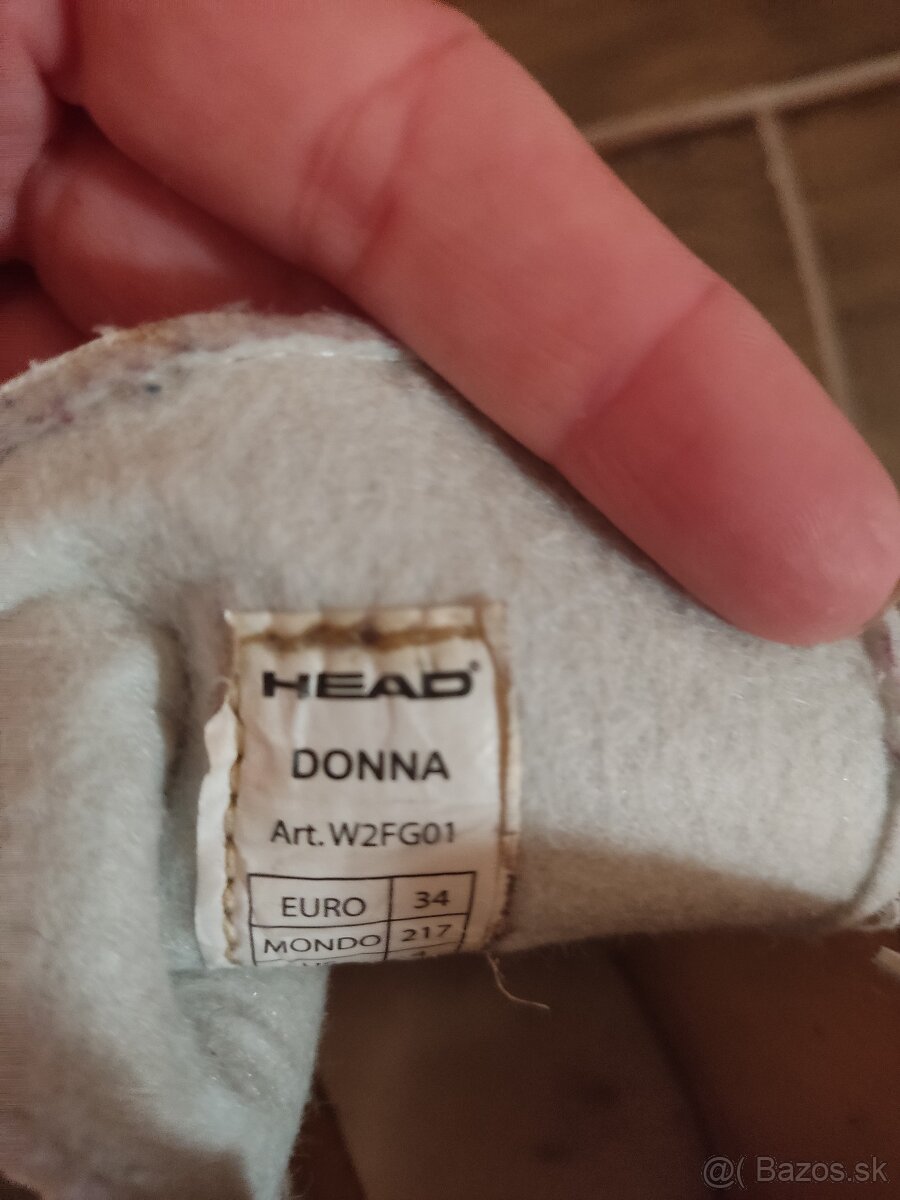 HEAD®
DONNA
Art. W2FG01
EURO 34
MONDO 217
@( Bazos.sk